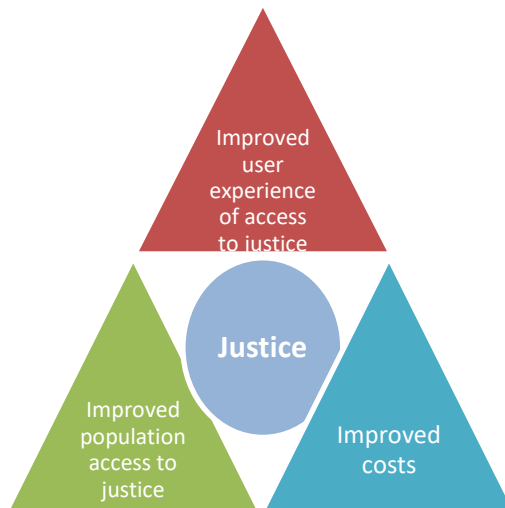 Improved
user
experience
of access
to justice
Justice
Improved
population
access to
justice
Improved
costs